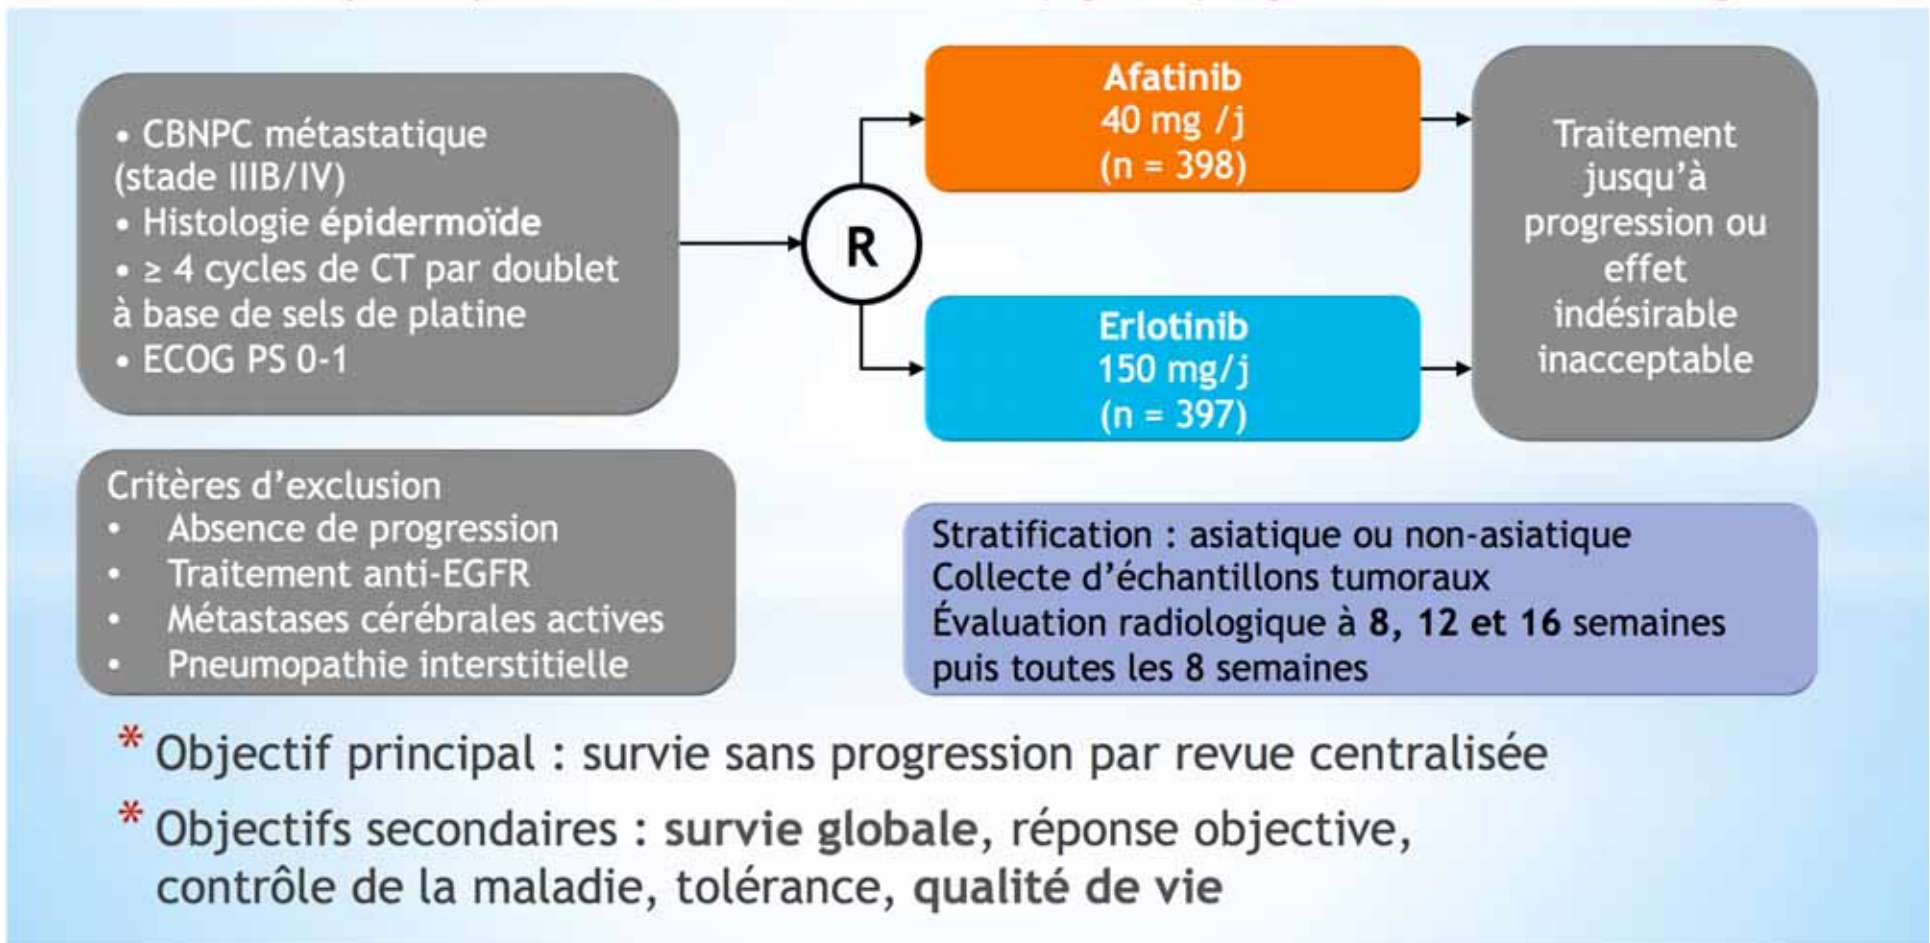 • CBNPC métastatique
(stade IIIB/IV)
• Histologie épidermoïde
• ≥ 4 cycles de CT par doublet
à base de sels de platine
• ECOG PS 0-1
R
Afatinib
40 mg /j
(n = 398)
Erlotinib
150 mg/j
(n = 397)
Traitement
jusqu'à
progression ou
effet
indésirable
inacceptable
Critères d'exclusion
• Absence de progression
• Traitement anti-EGFR
• Métastases cérébrales actives
• Pneumopathie interstitielle
Stratification : asiatique ou non-asiatique
Collecte d'échantillons tumoraux
Évaluation radiologique à 8, 12 et 16 semaines
puis toutes les 8 semaines
* Objectif principal : survie sans progression par revue centralisée
* Objectifs secondaires : survie globale, réponse objective,
contrôle de la maladie, tolérance, qualité de vie